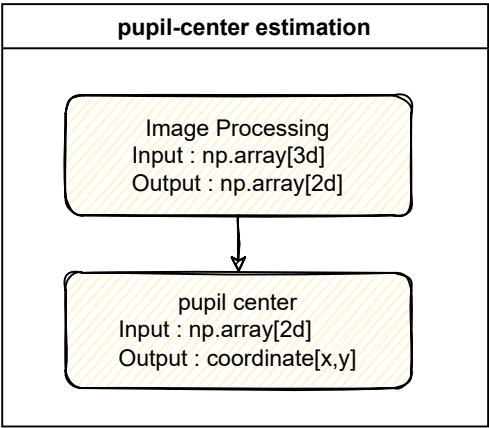 pupil-center estimation
Image Processing
Input : np.array[3d]
Output : np.array[2d]
pupil center
Input : np.array[2d]
Output : coordinate[x,y]